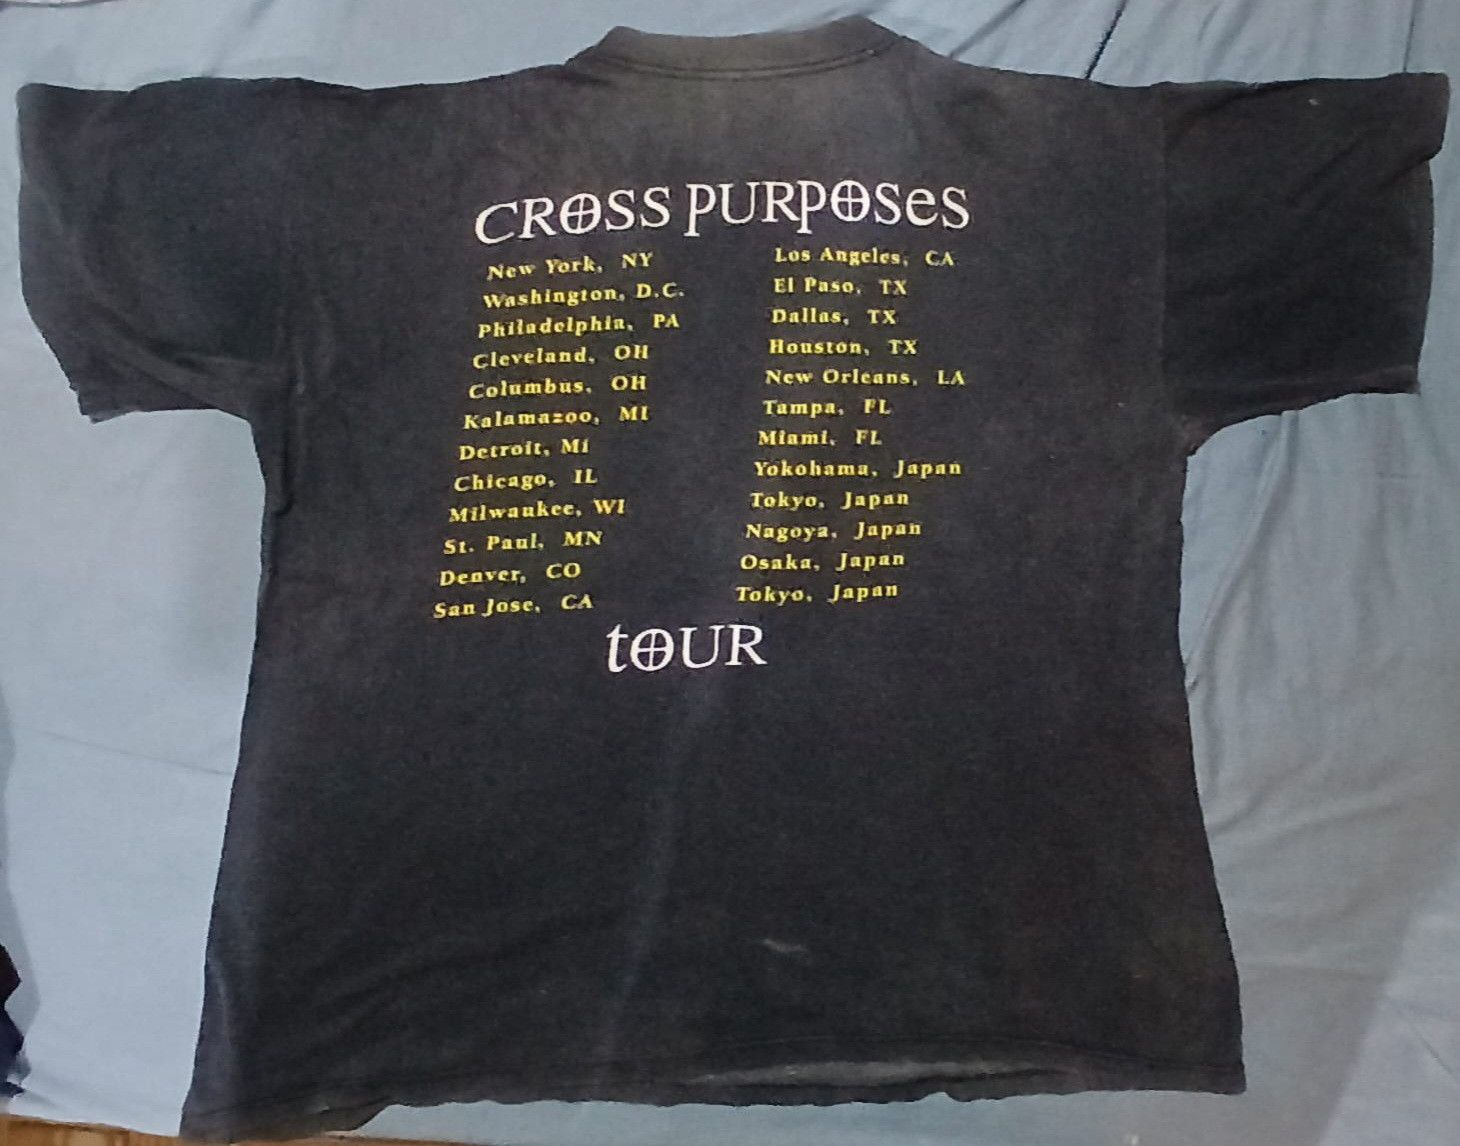 CROSS PURPOSeS
New York, NY
Washington, D.C.
Philadelphia, PA
Cleveland, OH
Columbus, OH
Kalamazoo, MI
Detroit, Mi
Chicago, IL
Milwaukee, WI
St. Paul, MN
Denver, CO
San Jose, CA
Los Angeles, CA
El Paso, TX
Dallas, TX
Houston, TX
New Orleans, LA
Tampa, FL
Miami, FL
Yokohama, Japan
Tokyo, Japan
Nagoya, Japan
Osaka, Japan
Tokyo, Japan
tOUR